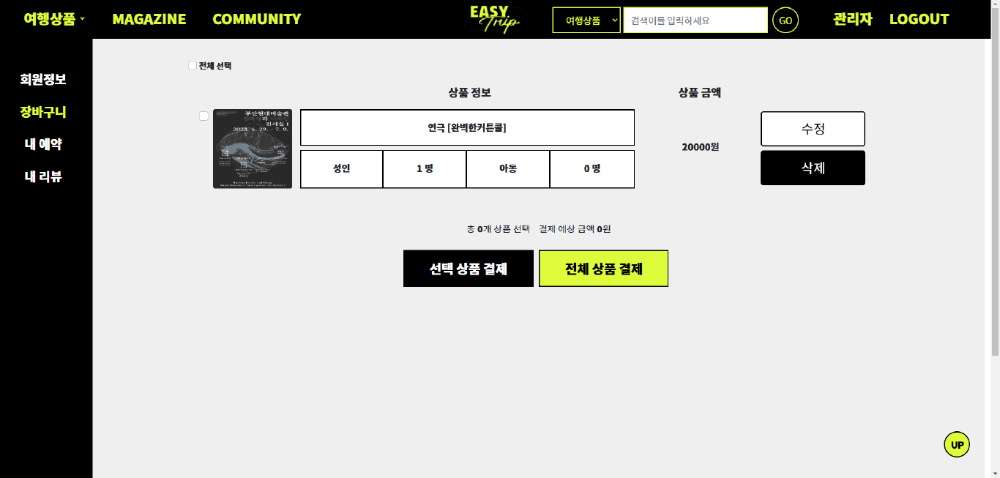 여행상품
MAGAZINE
COMMUNITY
EASY
Trip
여행상품
검색어를 입력하세요
GO
관리자
LOGOUT
회원정보
장바구니
내 예약
내 리뷰
전체 선택
상품 정보
상품 금액
부산현대미술관
과
전시실 1
2023. 4. 29. - 7. 9.
연극 [완벽한커튼콜]
성인
1 명
아동
0 명
20000원
수정
삭제
총 0개 상품 선택 결제 예상 금액 0원
선택 상품 결제
전체 상품 결제
UP